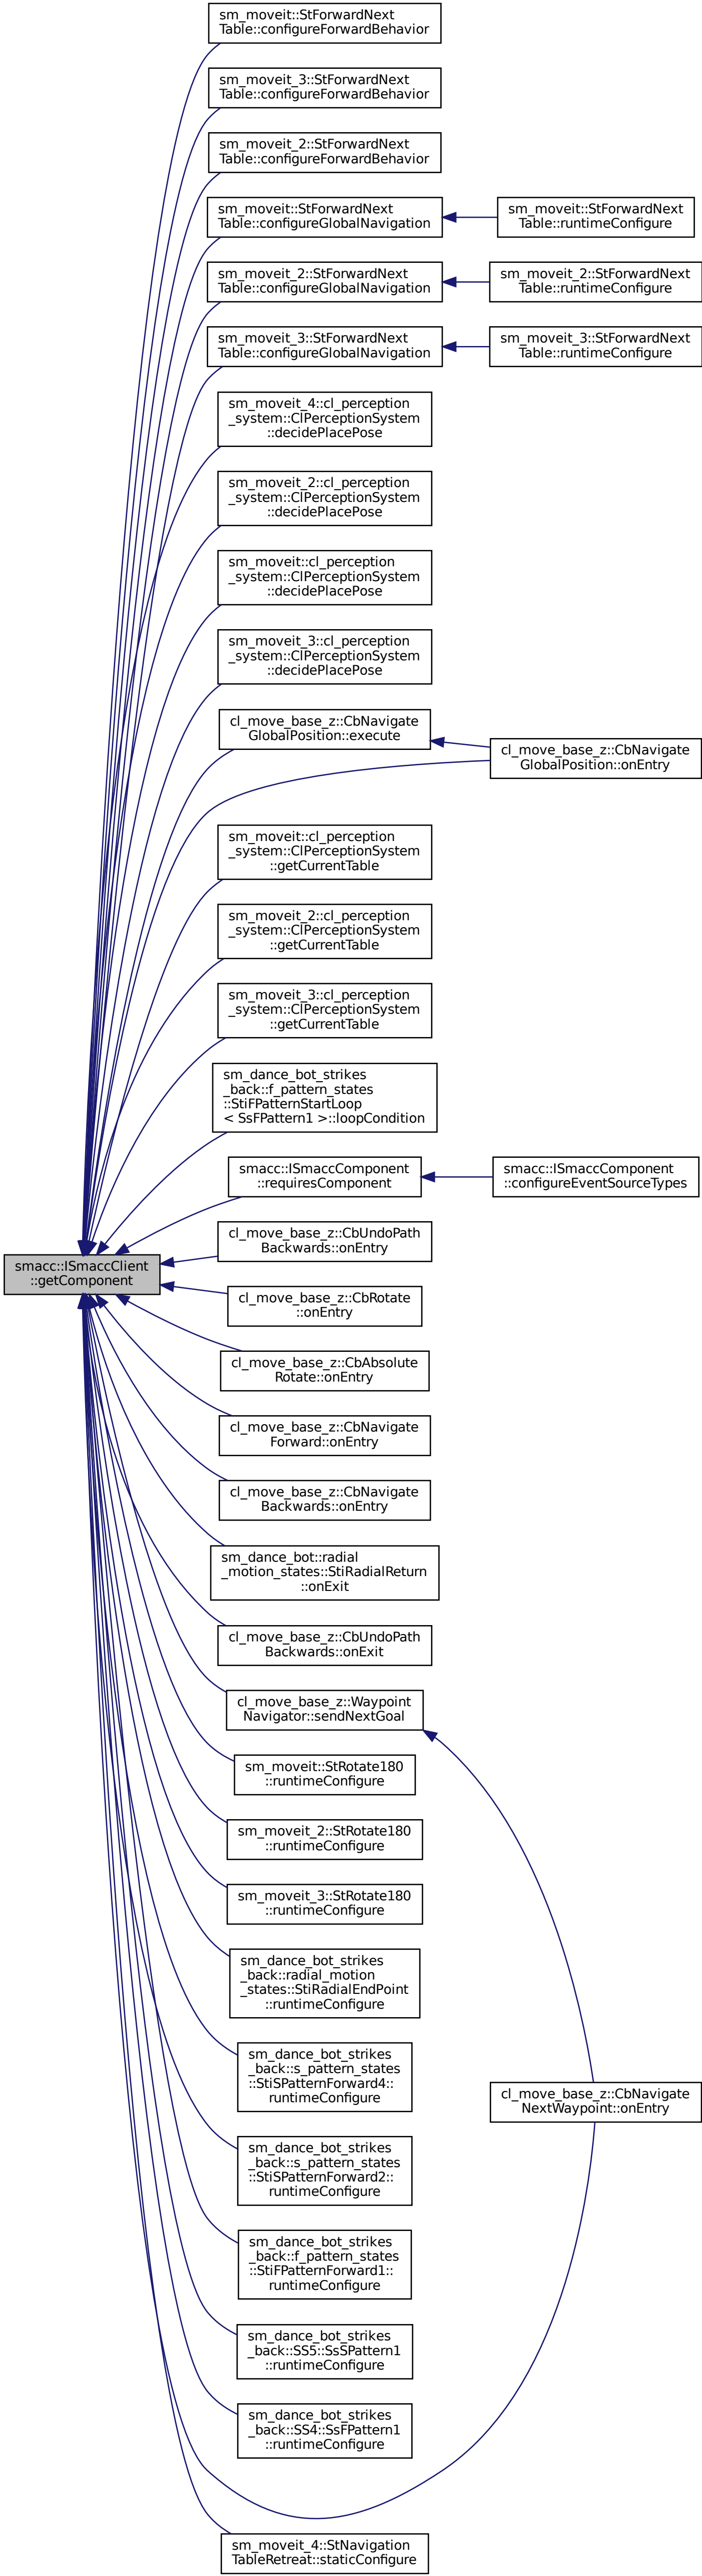 sm_moveit::StForwardNext
Table::configureForwardBehavior
sm_moveit_3::StForwardNext
Table::configureForwardBehavior
sm_moveit_2::StForwardNext
Table::configureForwardBehavior
sm_moveit::StForwardNext
Table::configureGlobalNavigation
sm_moveit::StForwardNext
Table::runtimeConfigure
sm_moveit_2::StForwardNext
Table::configureGlobalNavigation
sm_moveit_2::StForwardNext
Table::runtimeConfigure
sm_moveit_3::StForwardNext
Table::configureGlobalNavigation
sm_moveit_3::StForwardNext
Table::runtimeConfigure
sm_moveit_4::cl_perception
_system::ClPerceptionSystem
::decidePlacePose
sm_moveit_2::cl_perception
_system::ClPerceptionSystem
::decidePlacePose
sm_moveit::cl_perception
_system::ClPerceptionSystem
::decidePlacePose
sm_moveit_3::cl_perception
_system::ClPerceptionSystem
::decidePlacePose
cl_move_base_z::CbNavigate
GlobalPosition::execute
cl_move_base_z::CbNavigate
GlobalPosition::onEntry
sm_moveit::cl_perception
_system::ClPerceptionSystem
::getCurrentTable
sm_moveit_2::cl_perception
_system::ClPerceptionSystem
::getCurrentTable
sm_moveit_3::cl_perception
_system::ClPerceptionSystem
::getCurrentTable
sm_dance_bot_strikes
_back::f_pattern_states
::StiFPatternStartLoop
< SsFPattern1 >::loopCondition
smacc::ISmaccComponent
::requiresComponent
smacc::ISmaccComponent
::configureEventSourceTypes
cl_move_base_z::CbUndoPath
Backwards::onEntry
smacc::ISmaccClient
::getComponent
cl_move_base_z::CbRotate
::onEntry
cl_move_base_z::CbAbsolute
Rotate::onEntry
cl_move_base_z::CbNavigate
Forward::onEntry
cl_move_base_z::CbNavigate
Backwards::onEntry
sm_dance_bot::radial
_motion_states::StiRadialReturn
::onExit
cl_move_base_z::CbUndoPath
Backwards::onExit
cl_move_base_z::Waypoint
Navigator::sendNextGoal
sm_moveit::StRotate180
::runtimeConfigure
sm_moveit_2::StRotate180
::runtimeConfigure
sm_moveit_3::StRotate180
::runtimeConfigure
sm_dance_bot_strikes
_back::radial_motion
_states::StiRadialEndPoint
::runtimeConfigure
sm_dance_bot_strikes
_back::s_pattern_states
::StiSPatternForward4::
runtimeConfigure
cl_move_base_z::CbNavigate
NextWaypoint::onEntry
sm_dance_bot_strikes
_back::s_pattern_states
::StiSPatternForward2::
runtimeConfigure
sm_dance_bot_strikes
_back::f_pattern_states
::StiFPatternForward1::
runtimeConfigure
sm_dance_bot_strikes
_back::SS5::SsSPattern1
::runtimeConfigure
sm_dance_bot_strikes
_back::SS4::SsFPattern1
::runtimeConfigure
sm_moveit_4::StNavigation
TableRetreat::staticConfigure